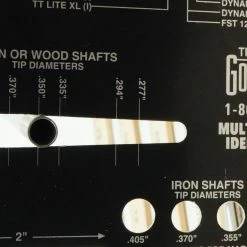 TT LITE XL (I)
DYNA
DYNAM
FST 12
ON OR WOOD SHAFTS
TIP DIAMETERS
.370"
.350"
.335"
.294"
.277"
T
GO
1-8
MULT
IDE
2"
IRON SHAFTS
TIP DIAMETERS
.405" .370" .355"